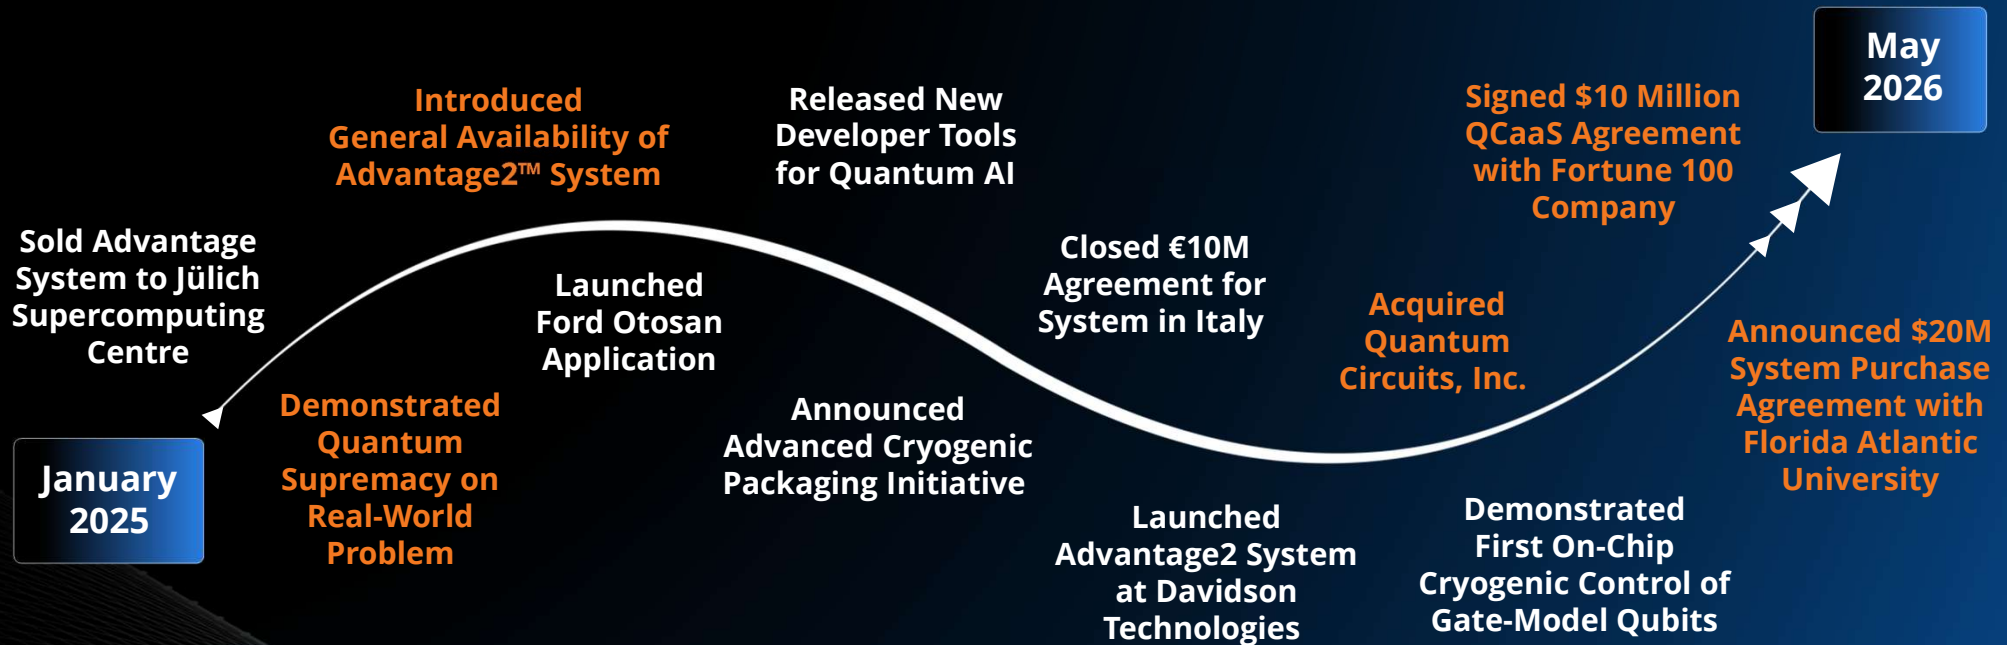 January
2025
Sold Advantage
System to Jülich
Supercomputing
Centre
Demonstrated
Quantum
Supremacy on
Real-World
Problem
Introduced
General Availability of
Advantage2™ System
Launched
Ford Otosan
Application
Released New
Developer Tools
for Quantum AI
Announced
Advanced Cryogenic
Packaging Initiative
Closed €10M
Agreement for
System in Italy
Launched
Advantage2 System
at Davidson
Technologies
Acquired
Quantum
Circuits, Inc.
Demonstrated
First On-Chip
Cryogenic Control of
Gate-Model Qubits
Signed $10 Million
QCaaS Agreement
with Fortune 100
Company
Announced $20M
System Purchase
Agreement with
Florida Atlantic
University
May
2026